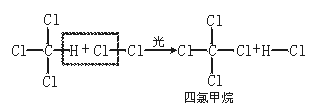 Cl Cl
光
Cl—C—H + Cl—Cl ⟶ Cl—C—Cl + H—Cl
Cl Cl
四氯甲烷